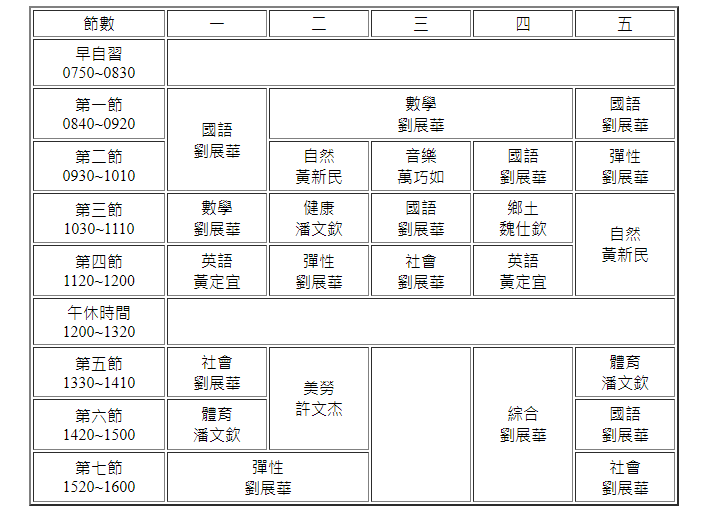 節數 一 二 三 四 五
早自習
0750~0830
第一節
0840~0920
國語
劉展華
數學
劉展華
國語
劉展華
第二節
0930~1010
自然
黃新民
音樂
萬巧如
國語
劉展華
彈性
劉展華
第三節
1030~1110
數學
劉展華
健康
潘文欽
國語
劉展華
鄉土
魏仕欽
自然
黃新民
第四節
1120~1200
英語
黃定宜
彈性
劉展華
社會
劉展華
英語
黃定宜
午休時間
1200~1320
第五節
1330~1410
社會
劉展華
美勞
許文杰
綜合
劉展華
體育
潘文欽
第六節
1420~1500
體育
潘文欽
國語
劉展華
第七節
1520~1600
彈性
劉展華
社會
劉展華